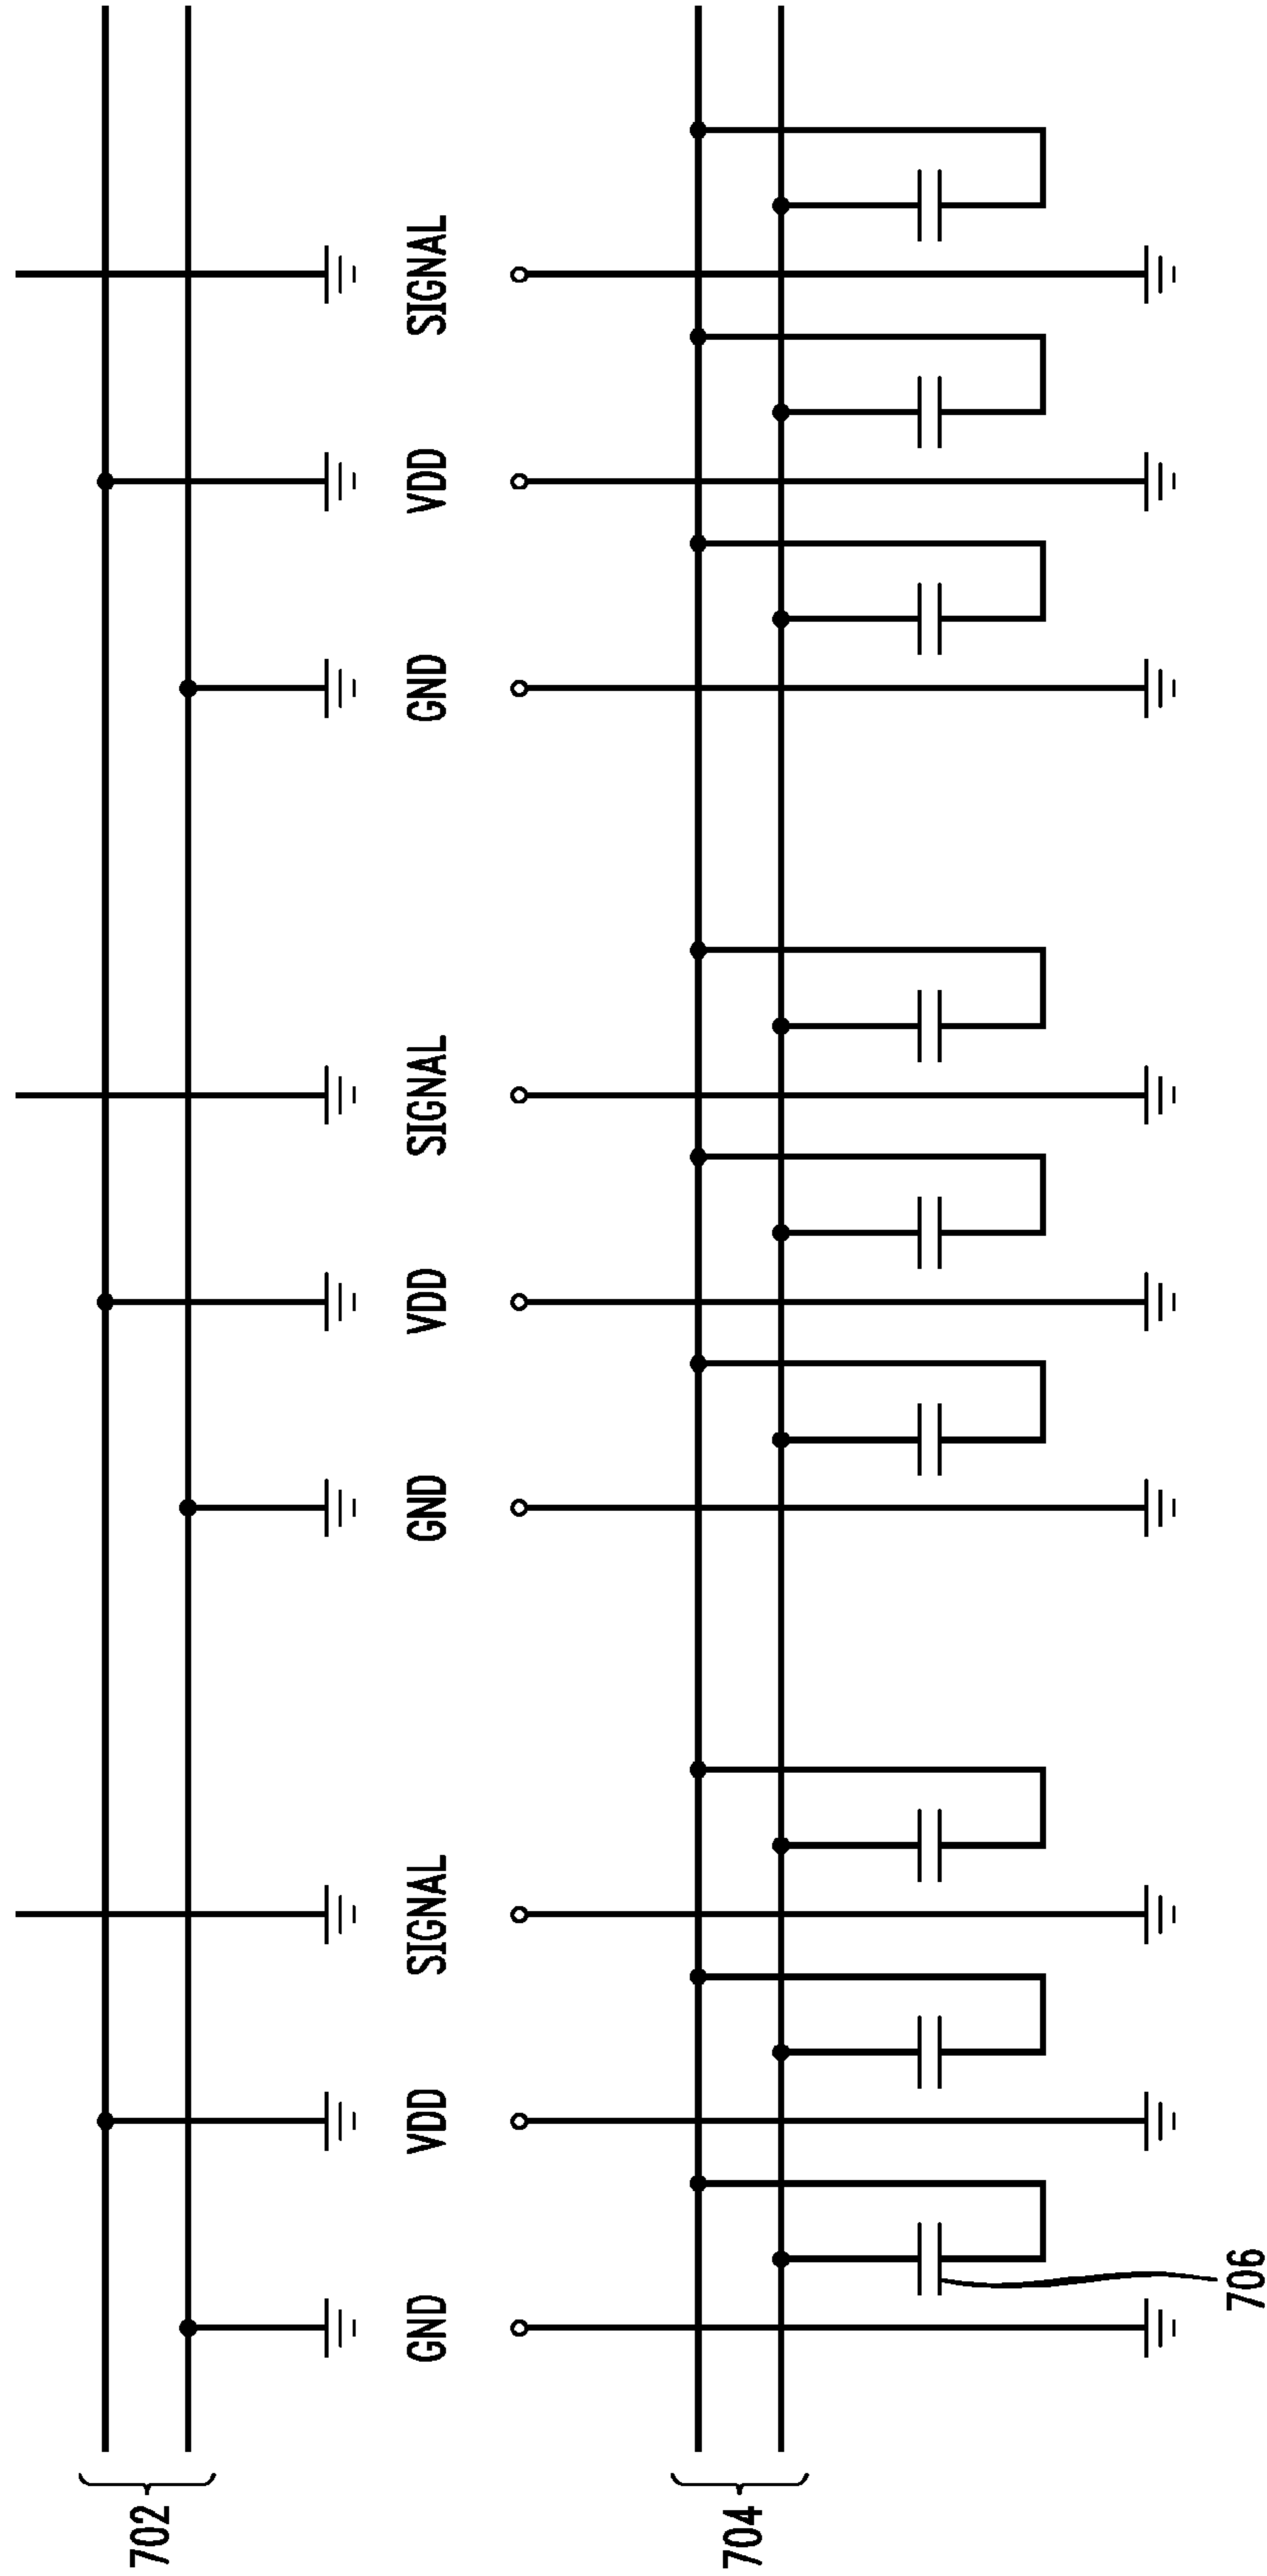 702
GND
VDD
SIGNAL
GND
VDD
SIGNAL
GND
VDD
SIGNAL
704
706